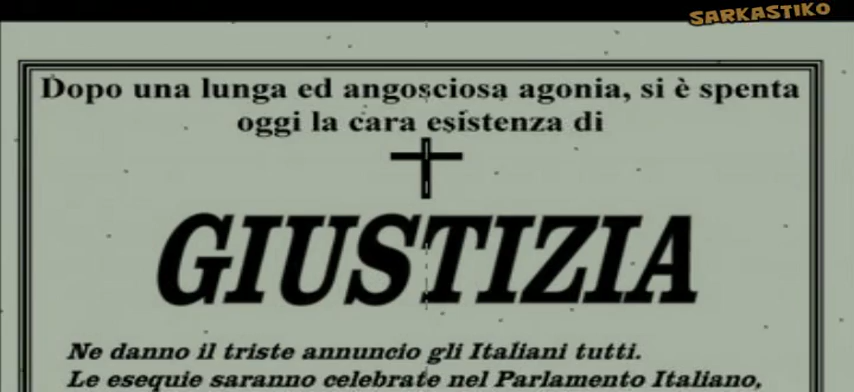 SARKASTIKO
Dopo una lunga ed angosciosa agonia, si è spenta
oggi la cara esistenza di
GIUSTIZIA
Ne danno il triste annuncio gli Italiani tutti.
Le esequie saranno celebrate nel Parlamento Italiano,